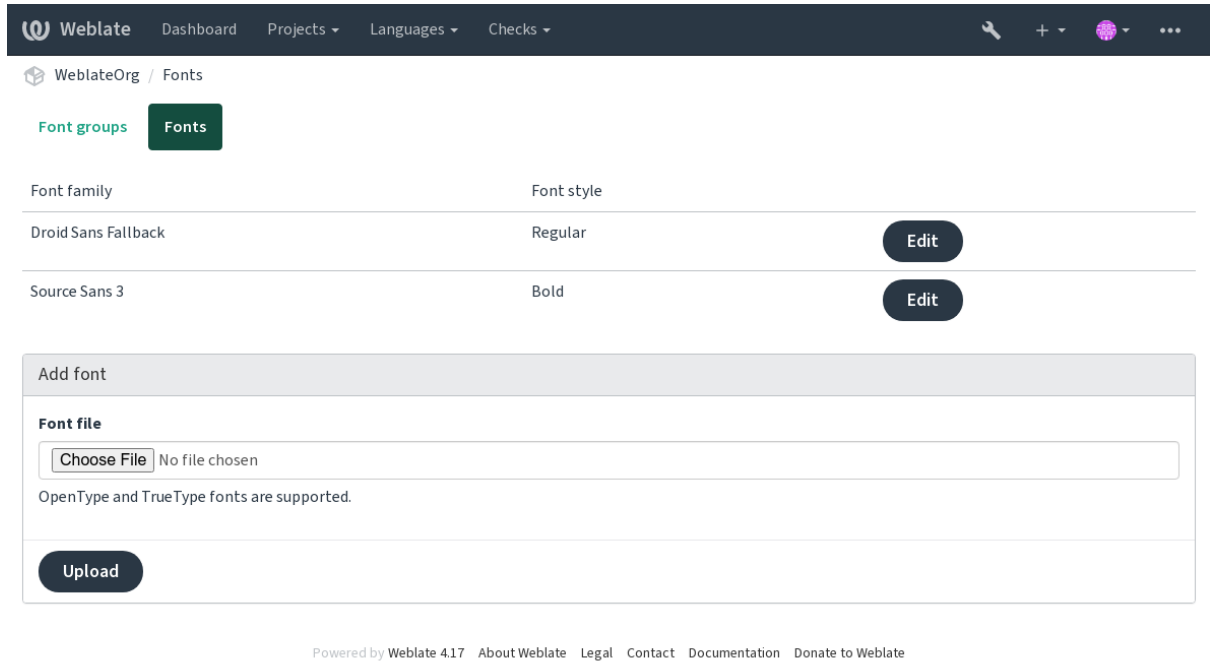 Weblate Dashboard Projects Languages Checks
WeblateOrg / Fonts
Font groups Fonts
Font family Font style
Droid Sans Fallback Regular Edit
Source Sans 3 Bold Edit
Add font
Font file
Choose File No file chosen
OpenType and TrueType fonts are supported.
Upload
Powered by Weblate 4.17 About Weblate Legal Contact Documentation Donate to Weblate